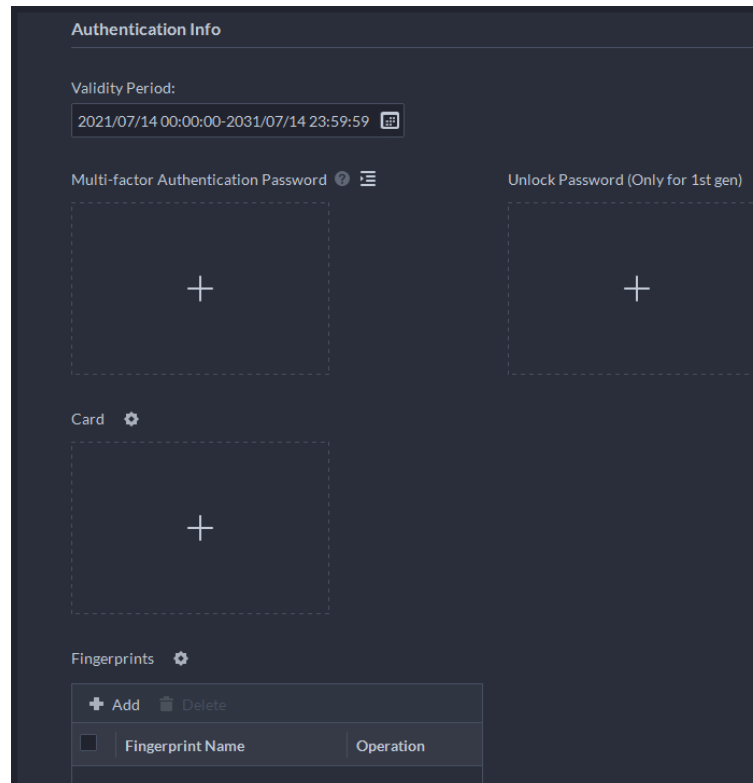 Authentication Info
Validity Period:
2021/07/14 00:00:00-2031/07/14 23:59:59
Multi-factor Authentication Password
Unlock Password (Only for 1st gen)
Card
Fingerprints
Add Delete
Fingerprint Name Operation